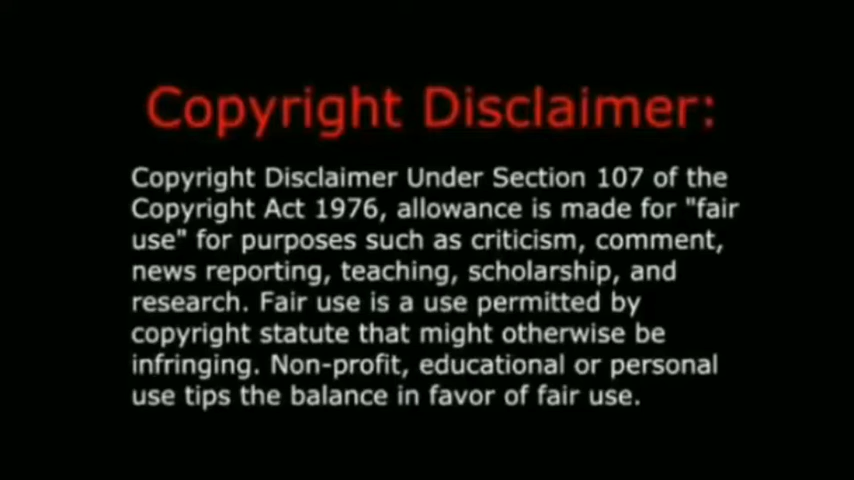 Copyright Disclaimer:
Copyright Disclaimer Under Section 107 of the
Copyright Act 1976, allowance is made for "fair
use" for purposes such as criticism, comment,
news reporting, teaching, scholarship, and
research. Fair use is a use permitted by
copyright statute that might otherwise be
infringing. Non-profit, educational or personal
use tips the balance in favor of fair use.